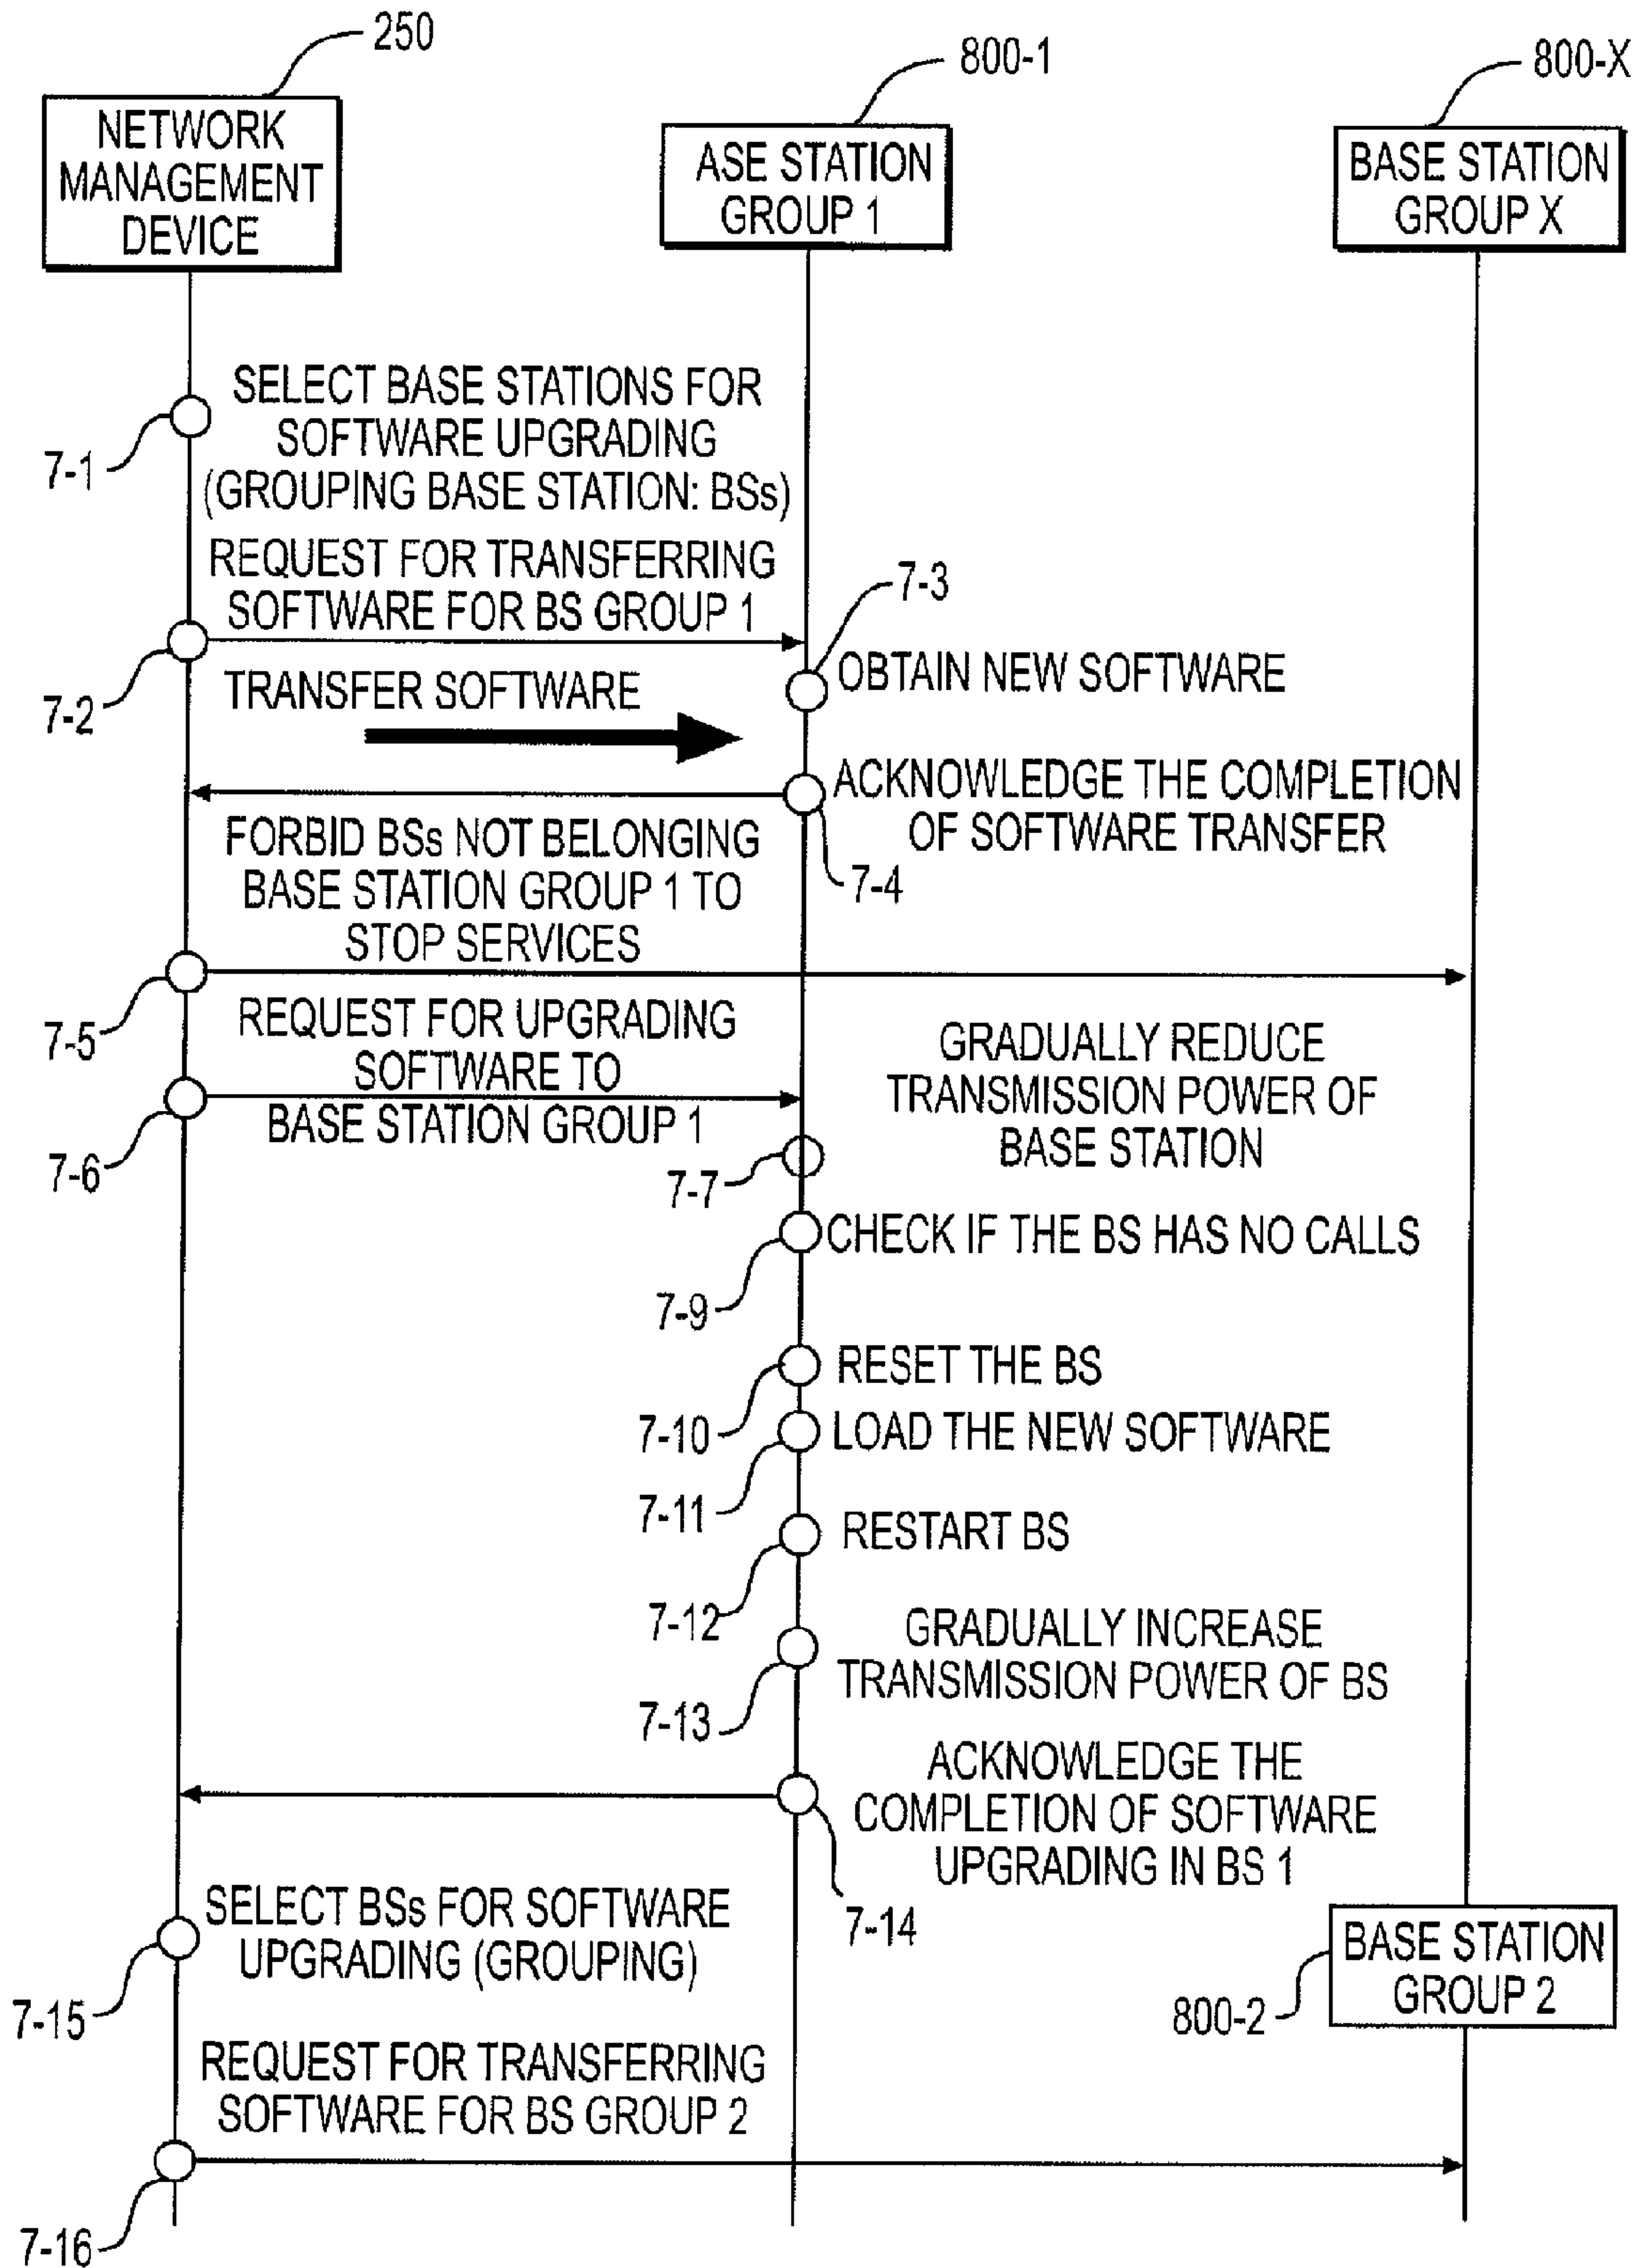 250
800-1
800-X
NETWORK
MANAGEMENT
DEVICE
ASE STATION
GROUP 1
BASE STATION
GROUP X
SELECT BASE STATIONS FOR
SOFTWARE UPGRADING
(GROUPING BASE STATION: BSs)
7-1
REQUEST FOR TRANSFERRING
SOFTWARE FOR BS GROUP 1
7-2
7-3
OBTAIN NEW SOFTWARE
TRANSFER SOFTWARE
ACKNOWLEDGE THE COMPLETION
OF SOFTWARE TRANSFER
7-4
FORBID BSs NOT BELONGING
BASE STATION GROUP 1 TO
STOP SERVICES
7-5
REQUEST FOR UPGRADING
SOFTWARE TO
BASE STATION GROUP 1
7-6
GRADUALLY REDUCE
TRANSMISSION POWER OF
BASE STATION
7-7
CHECK IF THE BS HAS NO CALLS
7-9
RESET THE BS
7-10
LOAD THE NEW SOFTWARE
7-11
RESTART BS
7-12
GRADUALLY INCREASE
TRANSMISSION POWER OF BS
7-13
ACKNOWLEDGE THE
COMPLETION OF SOFTWARE
UPGRADING IN BS 1
7-14
SELECT BSs FOR SOFTWARE
UPGRADING (GROUPING)
7-15
BASE STATION
GROUP 2
800-2
REQUEST FOR TRANSFERRING
SOFTWARE FOR BS GROUP 2
7-16